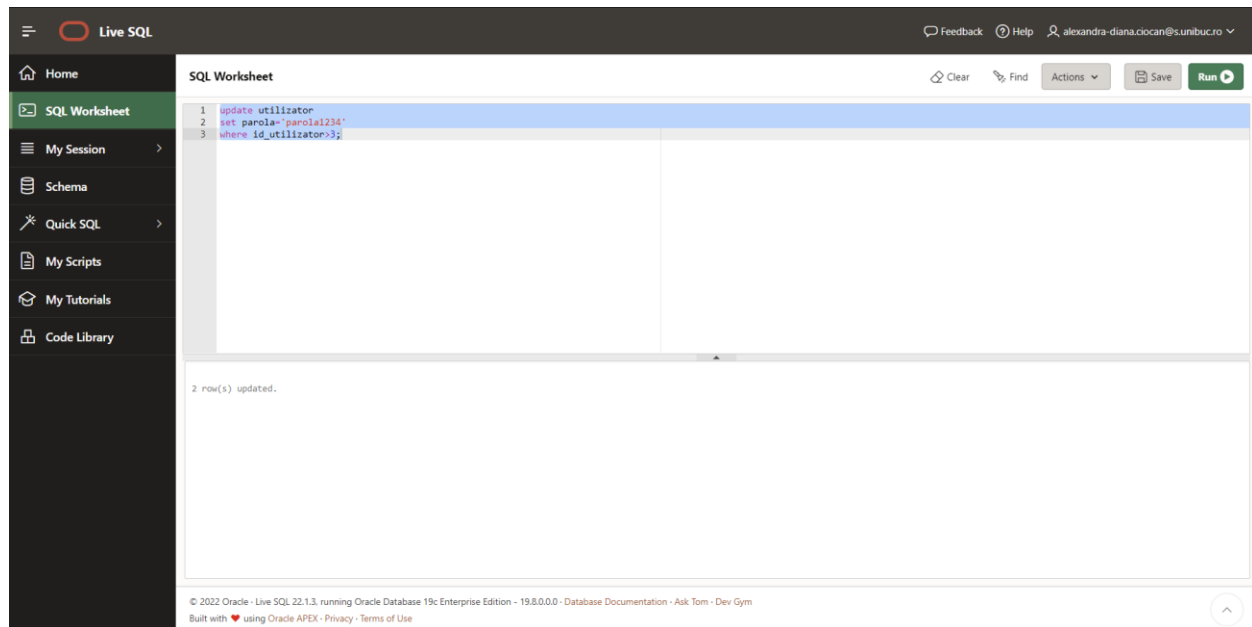 Live SQL
Feedback Help alexandra-diana.ciocan@s.unibuc.ro
Home
SQL Worksheet
My Session
Schema
Quick SQL
My Scripts
My Tutorials
Code Library
SQL Worksheet
Clear Find Actions Save Run
1 update utilizator
2 set parola='parola1234'
3 where id_utilizator>3;
2 row(s) updated.
© 2022 Oracle · Live SQL 22.1.3, running Oracle Database 19c Enterprise Edition - 19.8.0.0.0 · Database Documentation · Ask Tom · Dev Gym
Built with ❤ using Oracle APEX · Privacy · Terms of Use